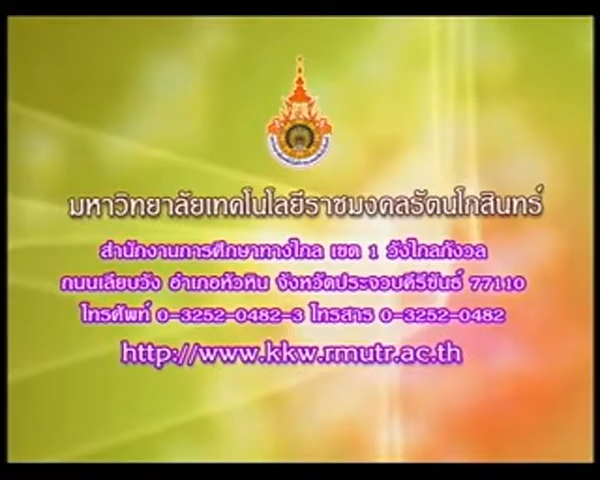 มหาวิทยาลัยเทคโนโลยีราชมงคลรัตนโกสินทร์
สำนักงานการศึกษาทางไกล เขต 1 วังไกลกังวล
ถนนเลียบวัง อำเภอหัวหิน จังหวัดประจวบคีรีขันธ์ 77110
โทรศัพท์ 0-3252-0482-3 โทรสาร 0-3252-0482
http://www.kkw.rmutr.ac.th